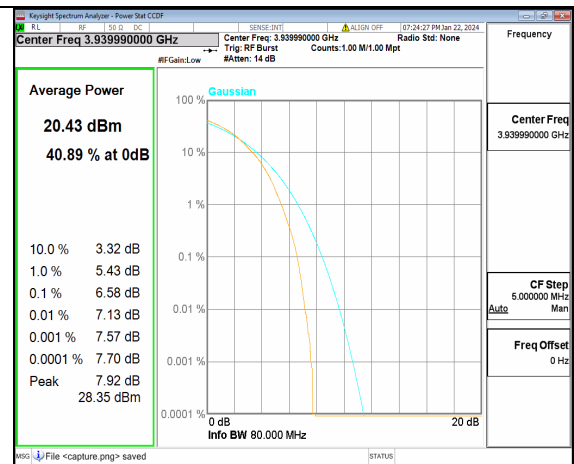 Keysight Spectrum Analyzer - Power Stat CCDF
RL RF 50 Ω DC SENSE:INT ALIGN OFF 07:24:27 PM Jan 22, 2024
Center Freq 3.939990000 GHz
Center Freq: 3.939990000 GHz Radio Std: None
Trig: RF Burst Counts:1.00 M/1.00 Mpt
#IFGain:Low #Atten: 14 dB
Frequency
Average Power
20.43 dBm
40.89 % at 0dB
10.0 % 3.32 dB
1.0 % 5.43 dB
0.1 % 6.58 dB
0.01 % 7.13 dB
0.001 % 7.57 dB
0.0001 % 7.70 dB
Peak 7.92 dB
28.35 dBm
Gaussian
100 %
10 %
1 %
0.1 %
0.01 %
0.001 %
0.0001 %
0 dB 20 dB
Info BW 80.000 MHz
Center Freq
3.939990000 GHz
CF Step
5.000000 MHz
Auto Man
Freq Offset
0 Hz
MSG File <capture.png> saved STATUS